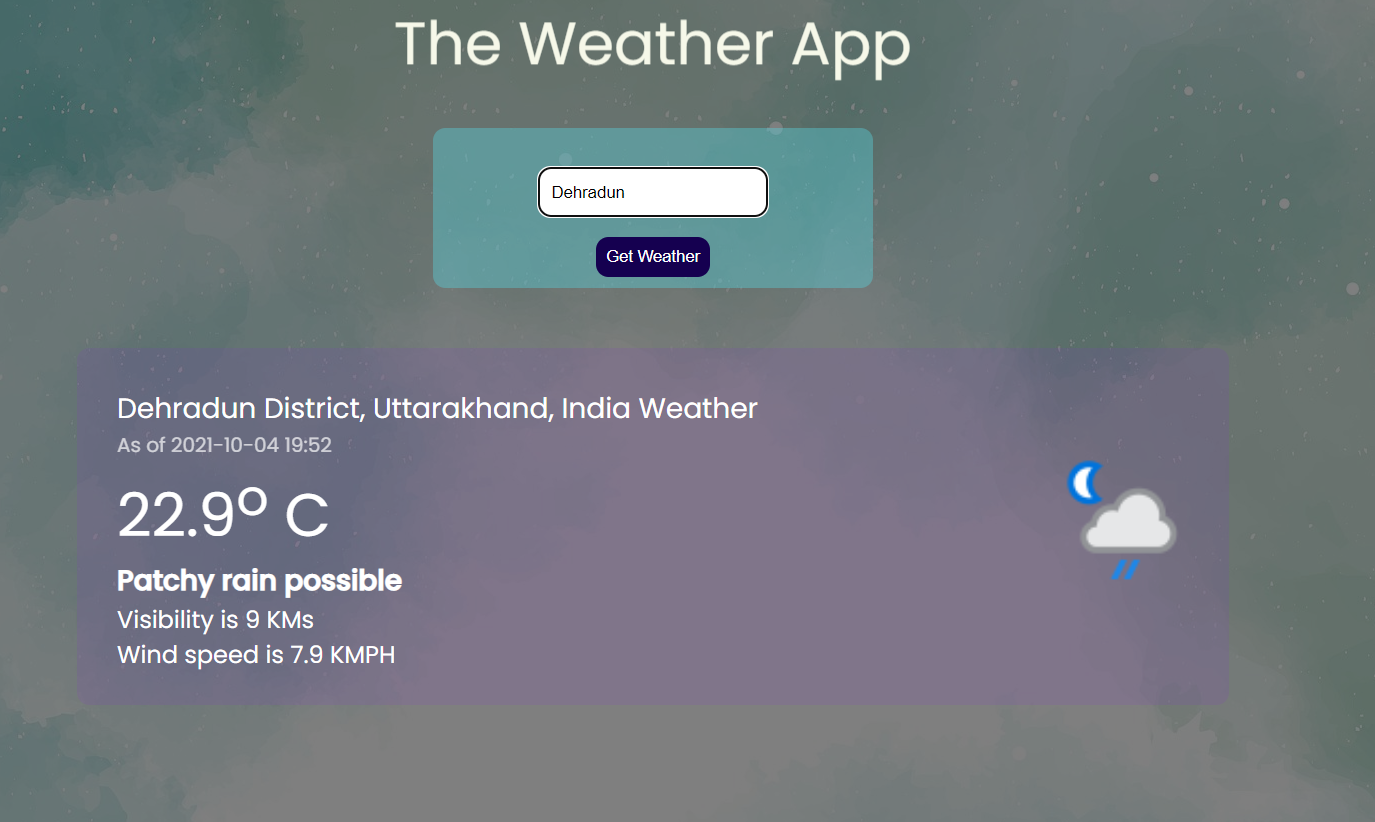 The Weather App
Dehradun
Get Weather
Dehradun District, Uttarakhand, India Weather
As of 2021-10-04 19:52
22.9° C
Patchy rain possible
Visibility is 9 KMs
Wind speed is 7.9 KMPH